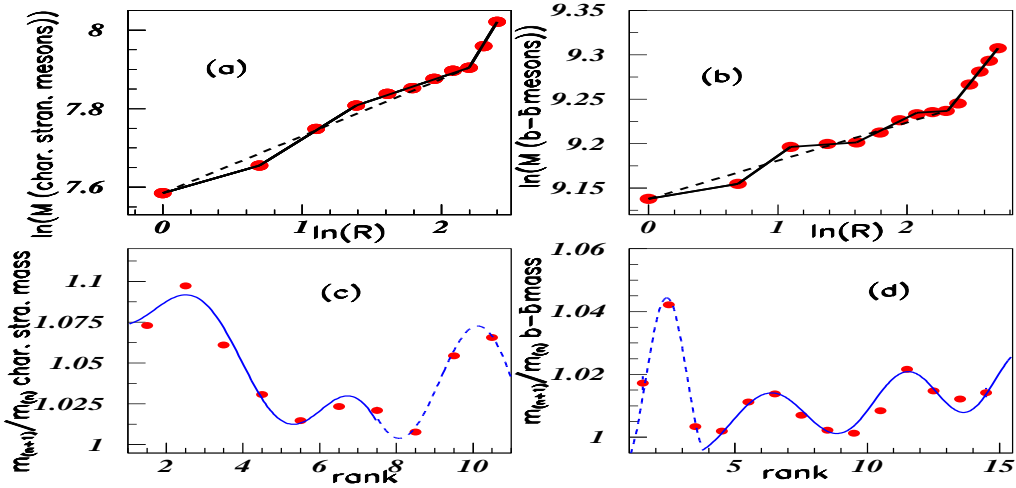 ln(M (char. stran. mesons))
8
7.8
7.6
(a)
0
1
2
ln(R)
ln(M (b-b̄ mesons))
9.35
9.3
9.25
9.2
9.15
(b)
0
1
2
ln(R)
m(n+1)/m(n) char. stra. mass
1.1
1.075
1.05
1.025
1
(c)
2
4
6
8
10
rank
m(n+1)/m(n) b-b̄ mass
1.06
1.04
1.02
1
(d)
5
10
15
rank